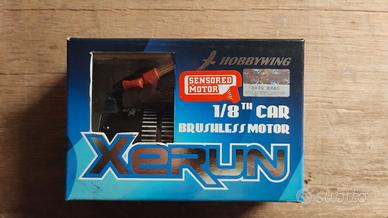 HOBBYWING
SENSORED
MOTOR
1/8TH CAR
BRUSHLESS MOTOR
XERUN
subito